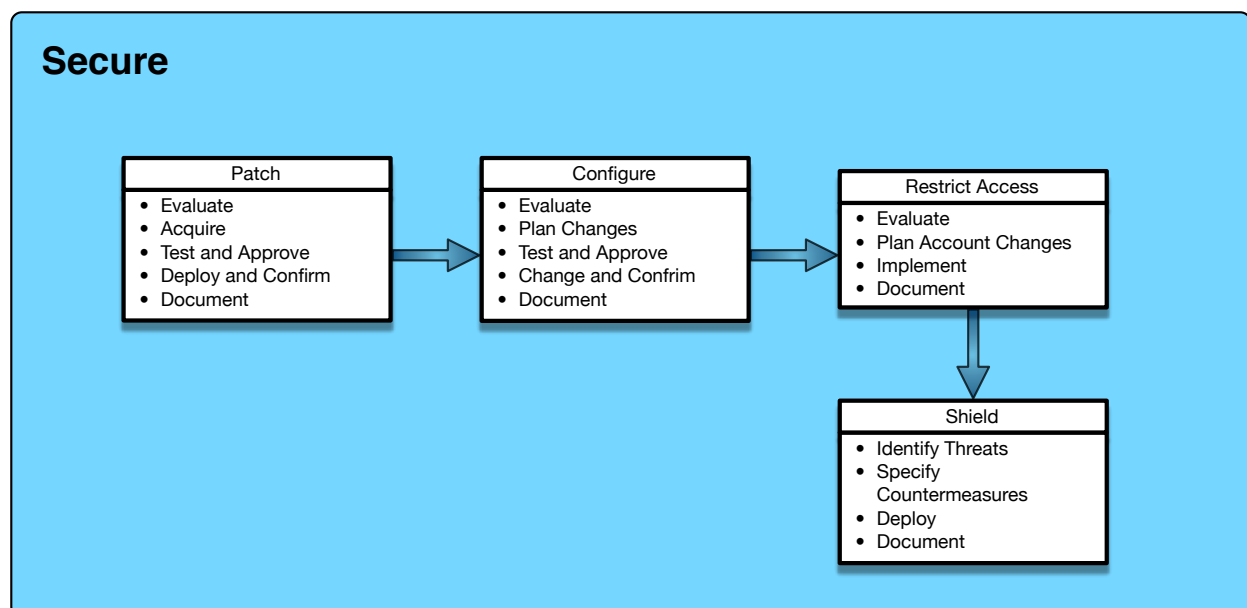 Secure
Patch
• Evaluate
• Acquire
• Test and Approve
• Deploy and Confirm
• Document
Configure
• Evaluate
• Plan Changes
• Test and Approve
• Change and Confrim
• Document
Restrict Access
• Evaluate
• Plan Account Changes
• Implement
• Document
Shield
• Identify Threats
• Specify
Countermeasures
• Deploy
• Document